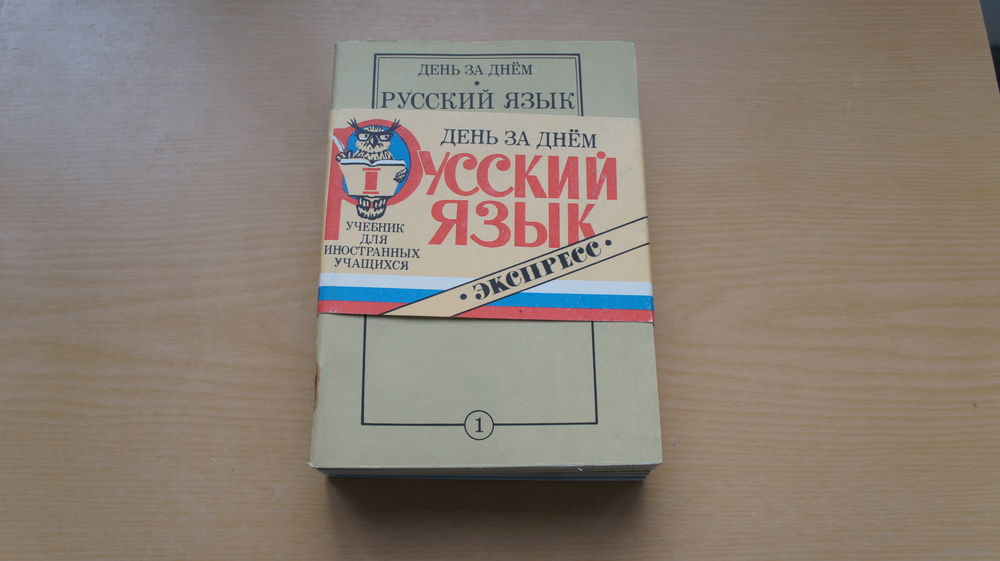 ДЕНЬ ЗА ДНЁМ
РУССКИЙ ЯЗЫК
ДЕНЬ ЗА ДНЁМ
РУССКИЙ
ЯЗЫК
I
УЧЕБНИК
ДЛЯ
ИНОСТРАННЫХ
УЧАЩИХСЯ
• ЭКСПРЕСС •
1